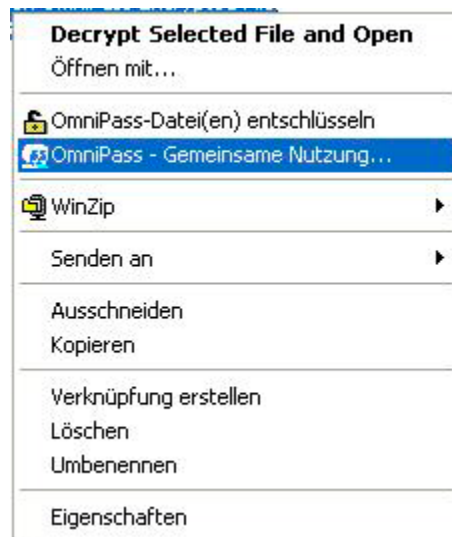 Decrypt Selected File and Open
Öffnen mit...
OmniPass-Datei(en) entschlüsseln
OmniPass - Gemeinsame Nutzung...
WinZip
Senden an
Ausschneiden
Kopieren
Verknüpfung erstellen
Löschen
Umbenennen
Eigenschaften